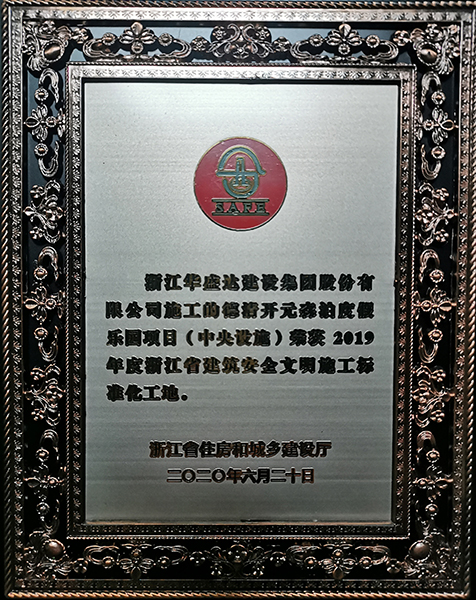 SAFE
浙江华盛达建设集团股份有
限公司施工的德清开元森泊度假
乐园项目（中央设施）荣获 2019
年度浙江省建筑安全文明施工标
准化工地。
浙江省住房和城乡建设厅
二〇二〇年六月二十日